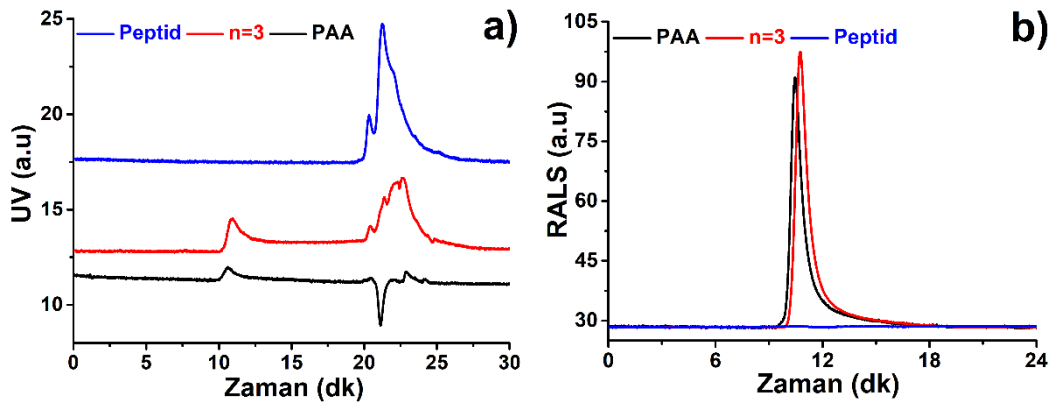 a)
Peptid n=3 PAA
UV (a.u)
25
20
15
10
0 5 10 15 20 25 30
Zaman (dk)
b)
PAA n=3 Peptid
RALS (a.u)
105
90
75
60
45
30
0 6 12 18 24
Zaman (dk)